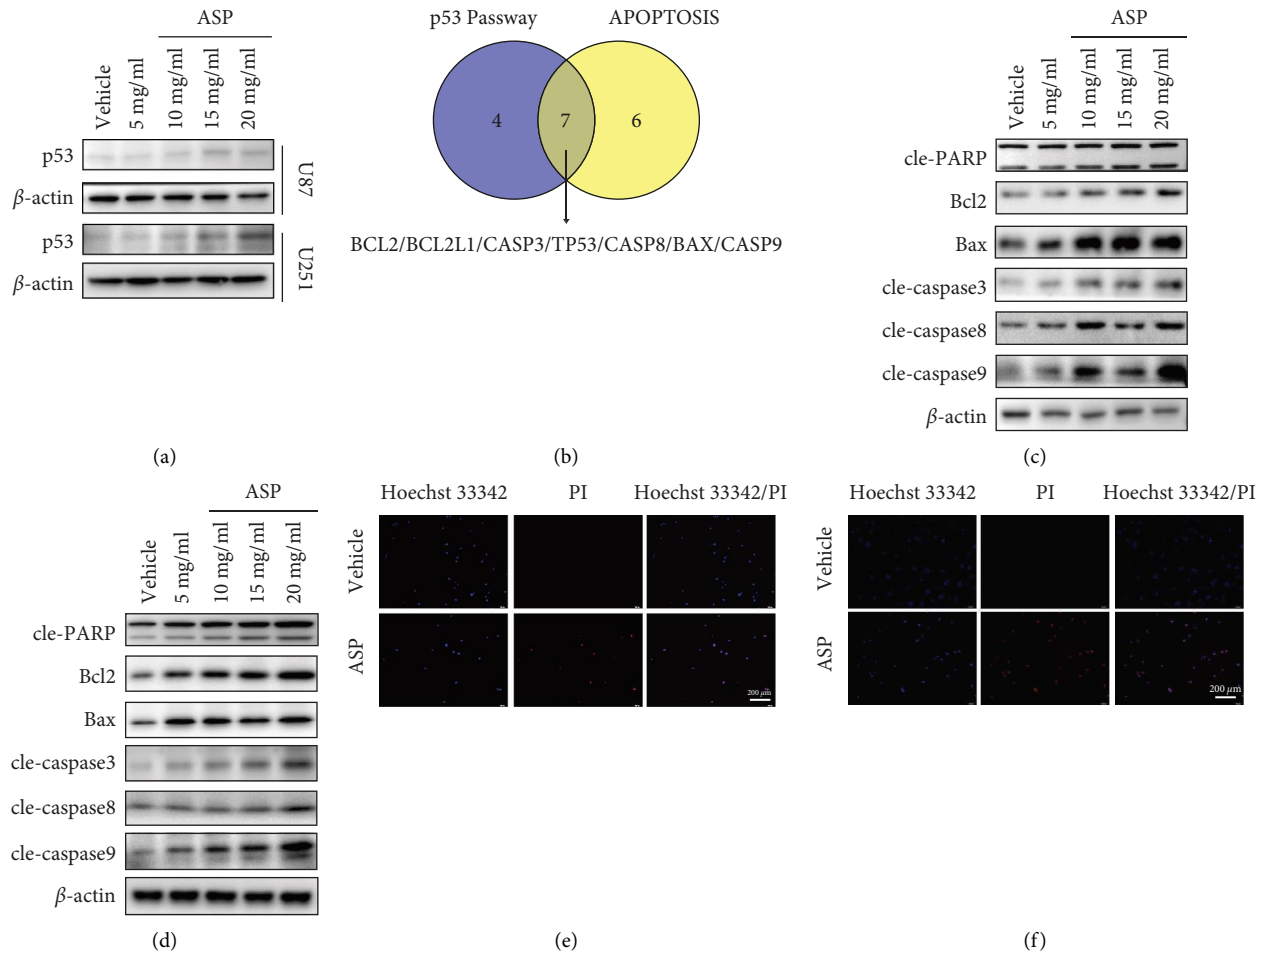 ASP
Vehicle
5 mg/ml
10 mg/ml
15 mg/ml
20 mg/ml
p53
β-actin
U87
p53
β-actin
U251
(a)
p53 Passway
APOPTOSIS
4
7
6
BCL2/BCL2L1/CASP3/TP53/CASP8/BAX/CASP9
(b)
ASP
Vehicle
5 mg/ml
10 mg/ml
15 mg/ml
20 mg/ml
cle-PARP
Bcl2
Bax
cle-caspase3
cle-caspase8
cle-caspase9
β-actin
(c)
ASP
Vehicle
5 mg/ml
10 mg/ml
15 mg/ml
20 mg/ml
cle-PARP
Bcl2
Bax
cle-caspase3
cle-caspase8
cle-caspase9
β-actin
(d)
Hoechst 33342
PI
Hoechst 33342/PI
Vehicle
ASP
200 μm
(e)
Hoechst 33342
PI
Hoechst 33342/PI
Vehicle
ASP
200 μm
(f)